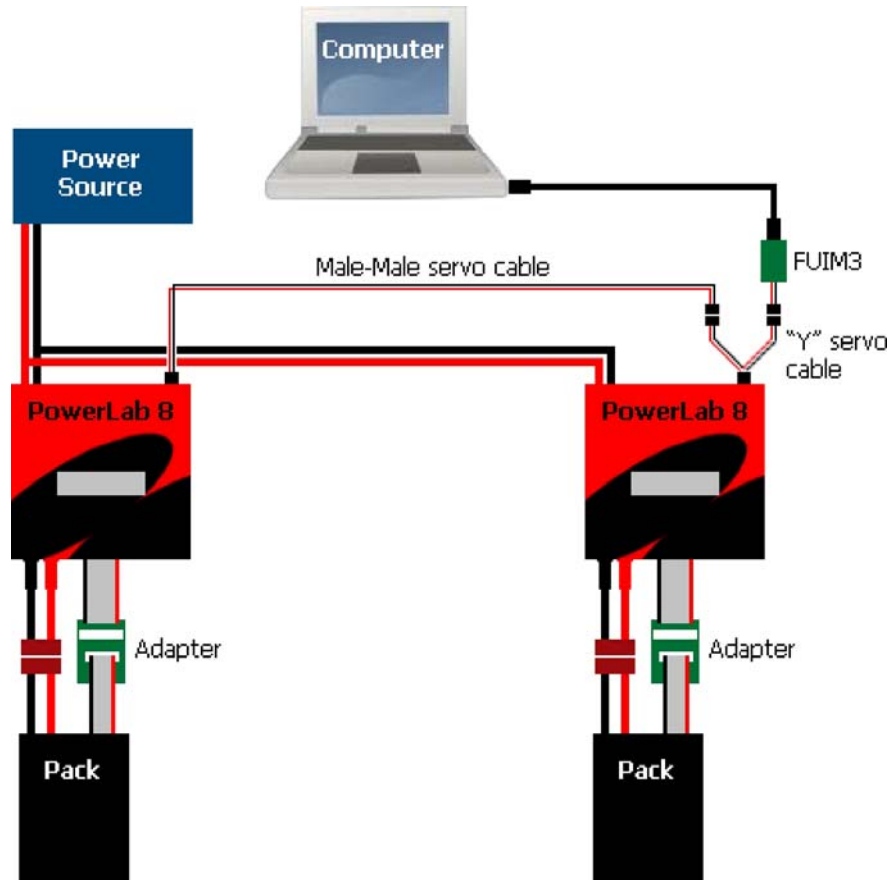 Computer
Power
Source
Male-Male servo cable
FUIM3
"Y" servo
cable
PowerLab 8
PowerLab 8
Adapter
Adapter
Pack
Pack